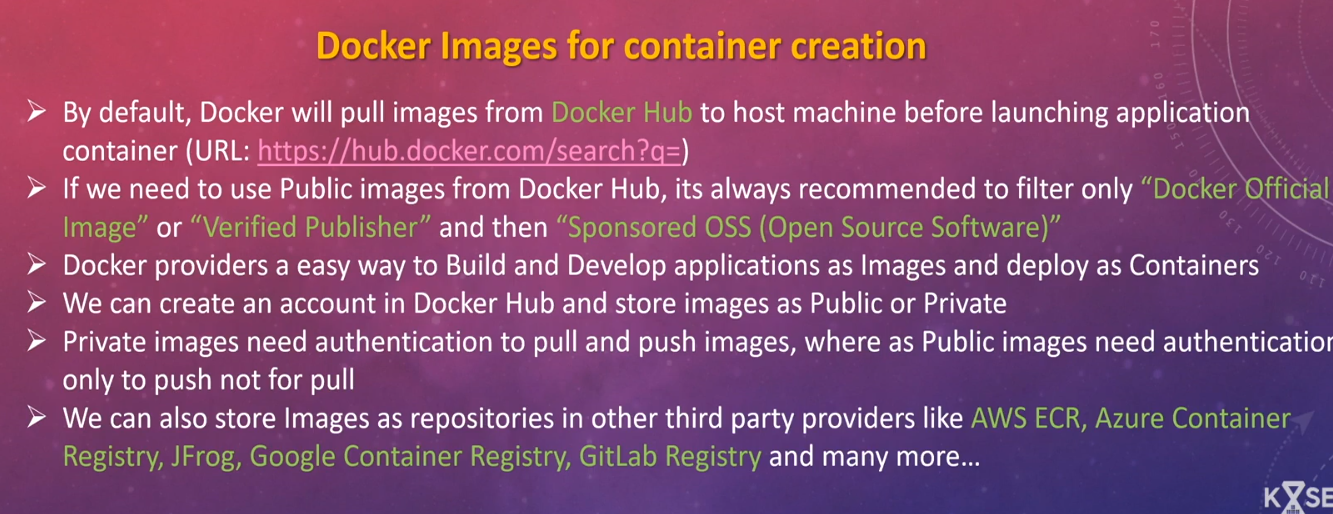 Docker Images for container creation
➢ By default, Docker will pull images from Docker Hub to host machine before launching application
container (URL: https://hub.docker.com/search?q=)
➢ If we need to use Public images from Docker Hub, its always recommended to filter only “Docker Official
Image” or “Verified Publisher” and then “Sponsored OSS (Open Source Software)”
➢ Docker providers a easy way to Build and Develop applications as Images and deploy as Containers
➢ We can create an account in Docker Hub and store images as Public or Private
➢ Private images need authentication to pull and push images, where as Public images need authentication
only to push not for pull
➢ We can also store Images as repositories in other third party providers like AWS ECR, Azure Container
Registry, JFrog, Google Container Registry, GitLab Registry and many more...
170
160
150
130
120
110